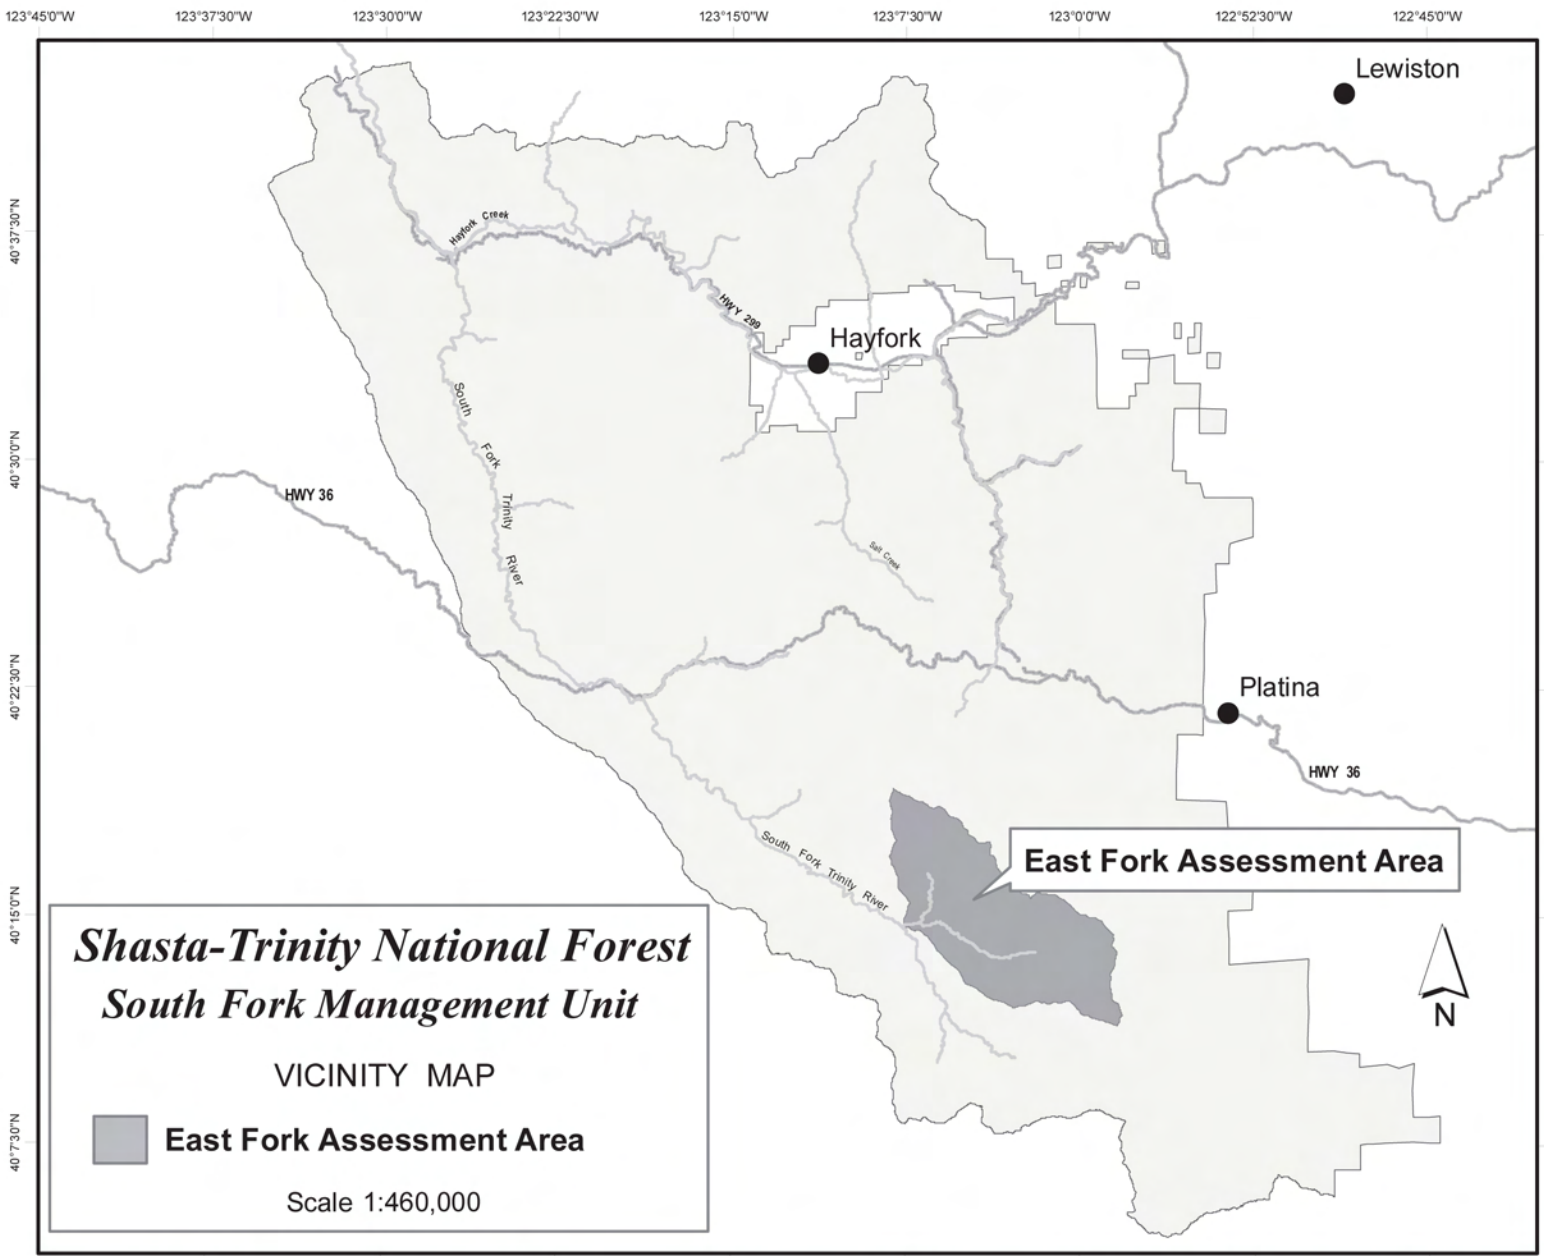 123°45'0"W 123°37'30"W 123°30'0"W 123°22'30"W 123°15'0"W 123°7'30"W 123°0'0"W 122°52'30"W 122°45'0"W
Lewiston
40°37'30"N
Hayfork Creek
HWY 299
Hayfork
South Fork Trinity River
40°30'0"N
HWY 36
Salt Creek
40°22'30"N
Platina
HWY 36
South Fork Trinity River
East Fork Assessment Area
40°15'0"N
Shasta-Trinity National Forest
South Fork Management Unit
VICINITY MAP
East Fork Assessment Area
Scale 1:460,000
N
40°7'30"N